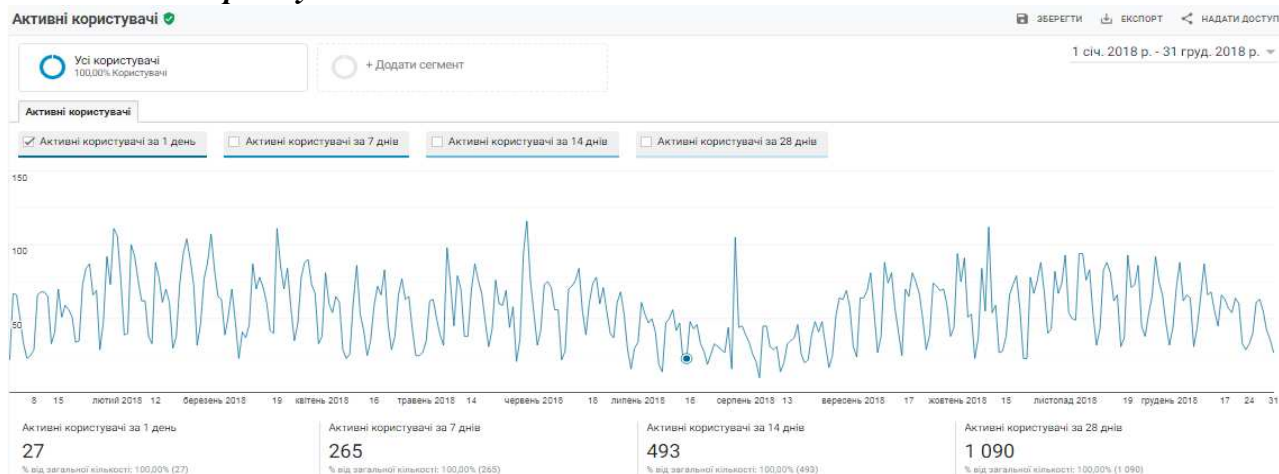 Активні користувачі
ЗБЕРЕГТИ ЕКСПОРТ НАДАТИ ДОСТУП
Усі користувачі
100,00% Користувачі
+ Додати сегмент
1 січ. 2018 р. - 31 груд. 2018 р.
Активні користувачі
Активні користувачі за 1 день Активні користувачі за 7 днів Активні користувачі за 14 днів Активні користувачі за 28 днів
150
100
50
8 15 лютий 2018 12 березень 2018 19 квітень 2018 16 травень 2018 14 червень 2018 18 липень 2018 16 серпень 2018 13 вересень 2018 17 жовтень 2018 15 листопад 2018 19 грудень 2018 17 24 31
Активні користувачі за 1 день Активні користувачі за 7 днів Активні користувачі за 14 днів Активні користувачі за 28 днів
27 265 493 1 090
% від загальної кількості: 100,00% (27) % від загальної кількості: 100,00% (265) % від загальної кількості: 100,00% (493) % від загальної кількості: 100,00% (1 090)